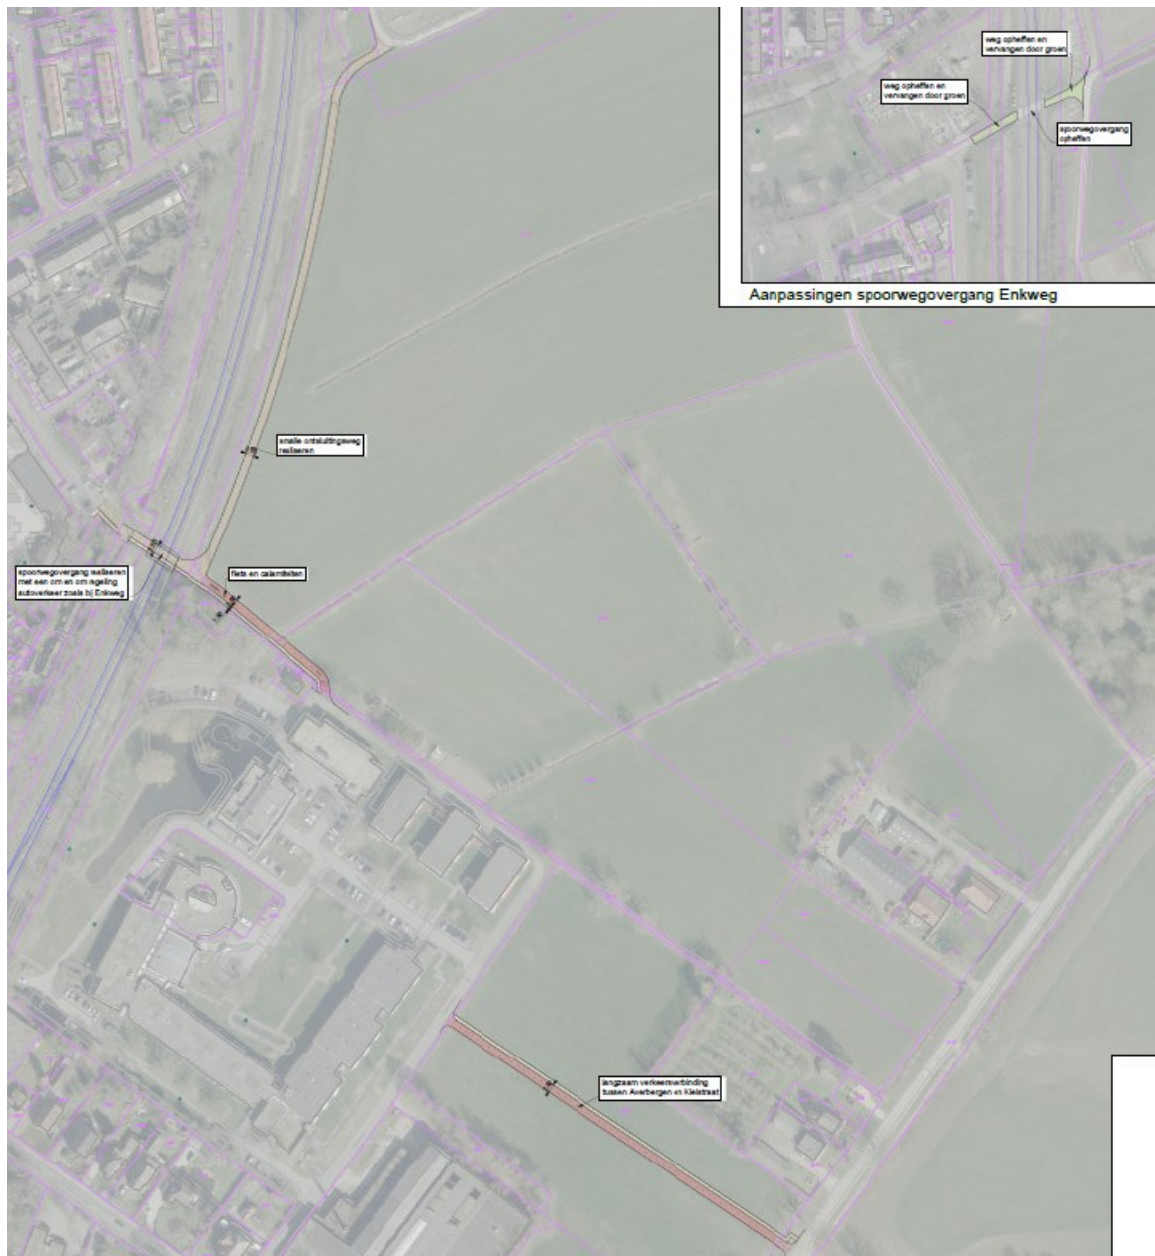 weg opheffen en
vervangen door groen
weg opheffen en
vervangen door groen
spoorwegovergang
opheffen
Aanpassingen spoorwegovergang Enkweg
smalle ontsluitingsweg
realiseren
spoorwegovergang realiseren
met een om en om regeling
autoverkeer zoals bij Enkweg
fiets en calamiteiten
langzaam verkeersverbinding
tussen Averbergen en Kleistraat